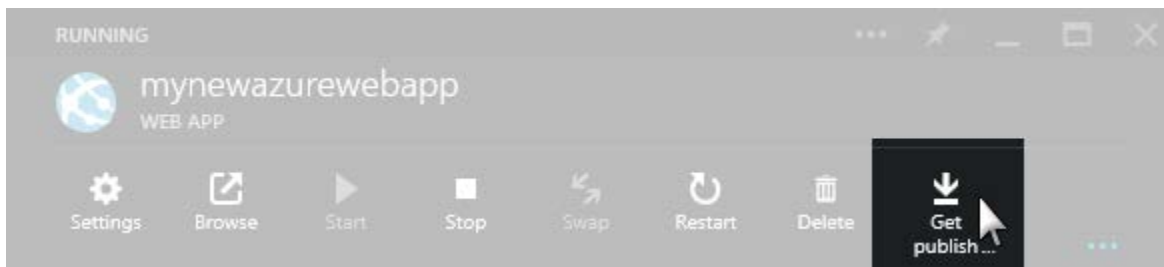 RUNNING
mynewazurewebapp
WEB APP
Settings Browse Start Stop Swap Restart Delete Get
publish ...